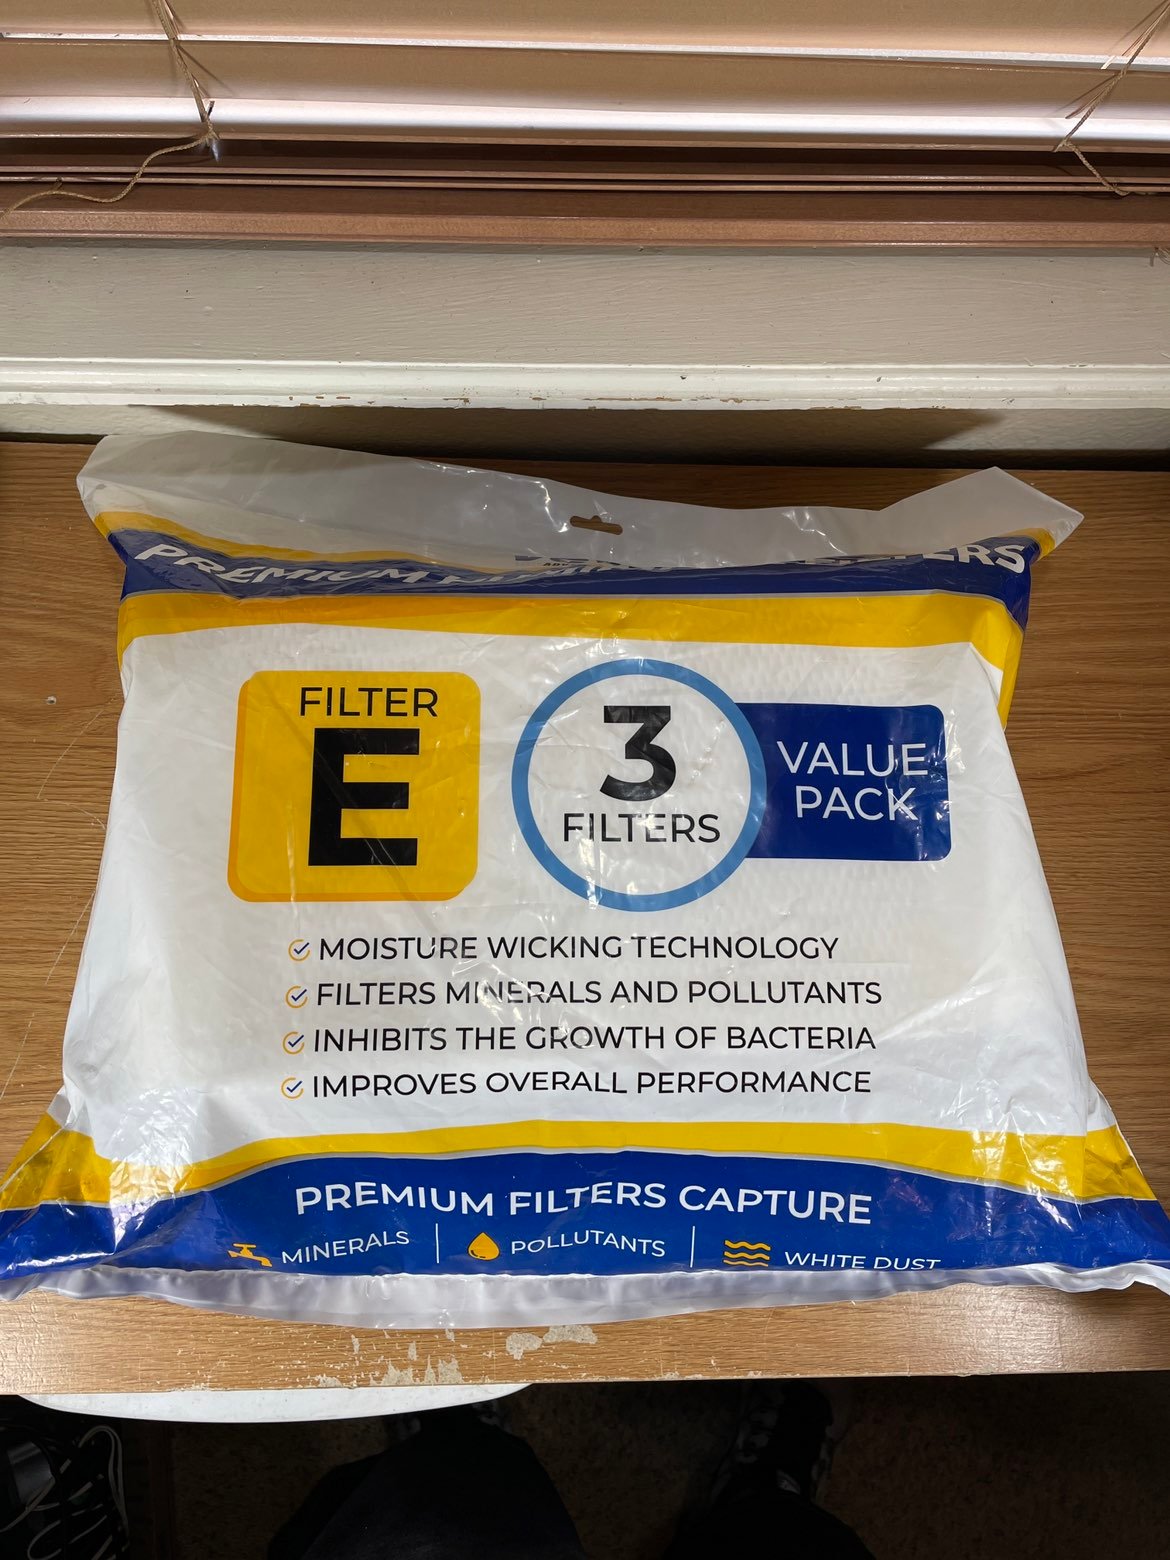 PREMIUM
FILTER
E
3
FILTERS
VALUE
PACK
MOISTURE WICKING TECHNOLOGY
FILTERS MINERALS AND POLLUTANTS
INHIBITS THE GROWTH OF BACTERIA
IMPROVES OVERALL PERFORMANCE
PREMIUM FILTERS CAPTURE
MINERALS
POLLUTANTS
WHITE DUST